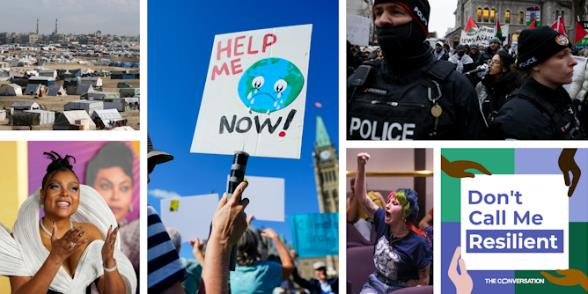 HELP
ME
NOW!
POLICE
Don't
Call Me
Resilient
THE CONVERSATION